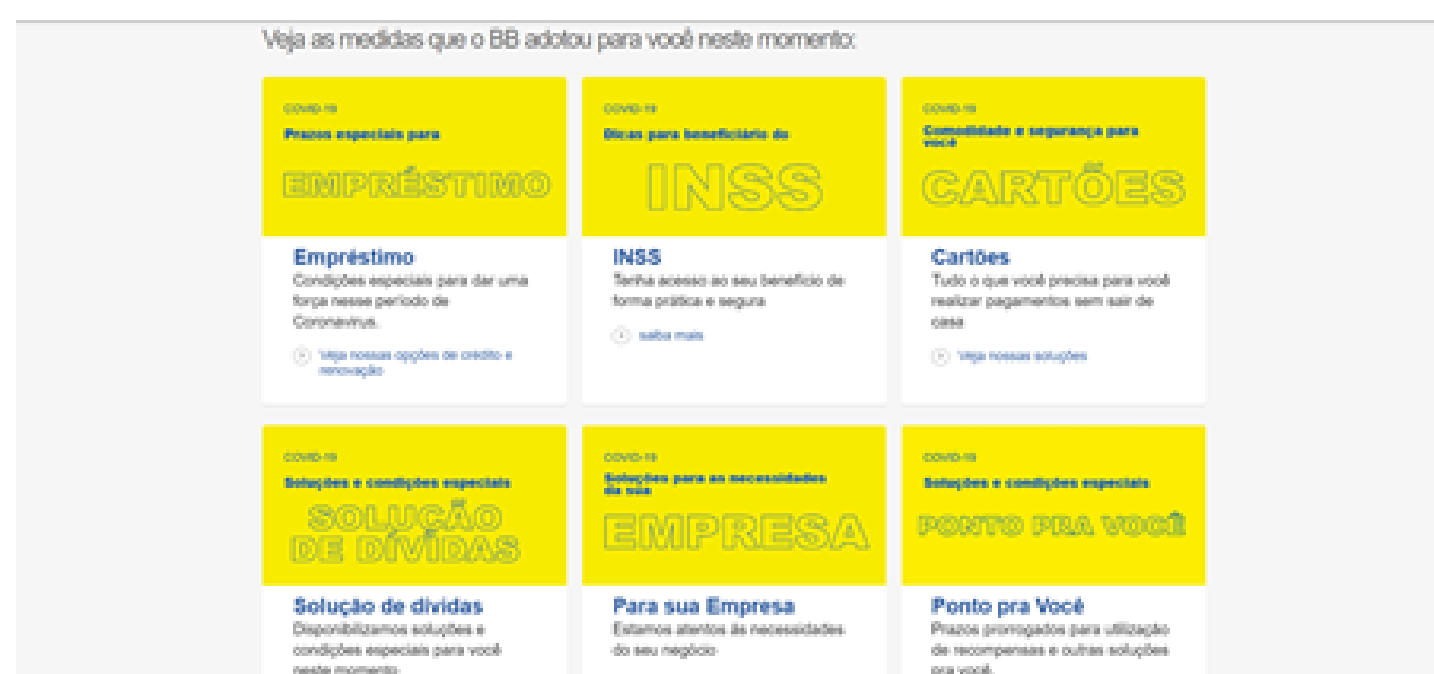 Veja as medidas que o BB adotou para você neste momento:
COVID-19
Prazos especiais para
EMPRÉSTIMO
Empréstimo
Condições especiais para dar uma
força nesse período de
Coronavírus.
Veja nossas opções de crédito e
renovação
COVID-19
Dicas para beneficiário do
INSS
INSS
Tenha acesso ao seu benefício de
forma prática e segura
saiba mais
COVID-19
Comodidade e segurança para
você
CARTÕES
Cartões
Tudo o que você precisa para você
realizar pagamentos sem sair de
casa
Veja nossas soluções
COVID-19
Soluções e condições especiais
SOLUÇÃO
DE DÍVIDAS
Solução de dívidas
Disponibilizamos soluções e
condições especiais para você
neste momento
COVID-19
Soluções para as necessidades
da sua
EMPRESA
Para sua Empresa
Estamos atentos às necessidades
do seu negócio
COVID-19
Soluções e condições especiais
PONTO PRA VOCÊ
Ponto pra Você
Prazos prorrogados para utilização
de recompensas e outras soluções
pra você.